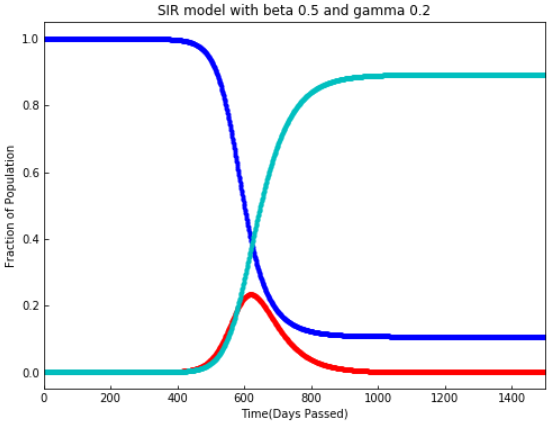 SIR model with beta 0.5 and gamma 0.2
1.0
0.8
0.6
0.4
0.2
0.0
Fraction of Population
0 200 400 600 800 1000 1200 1400
Time(Days Passed)